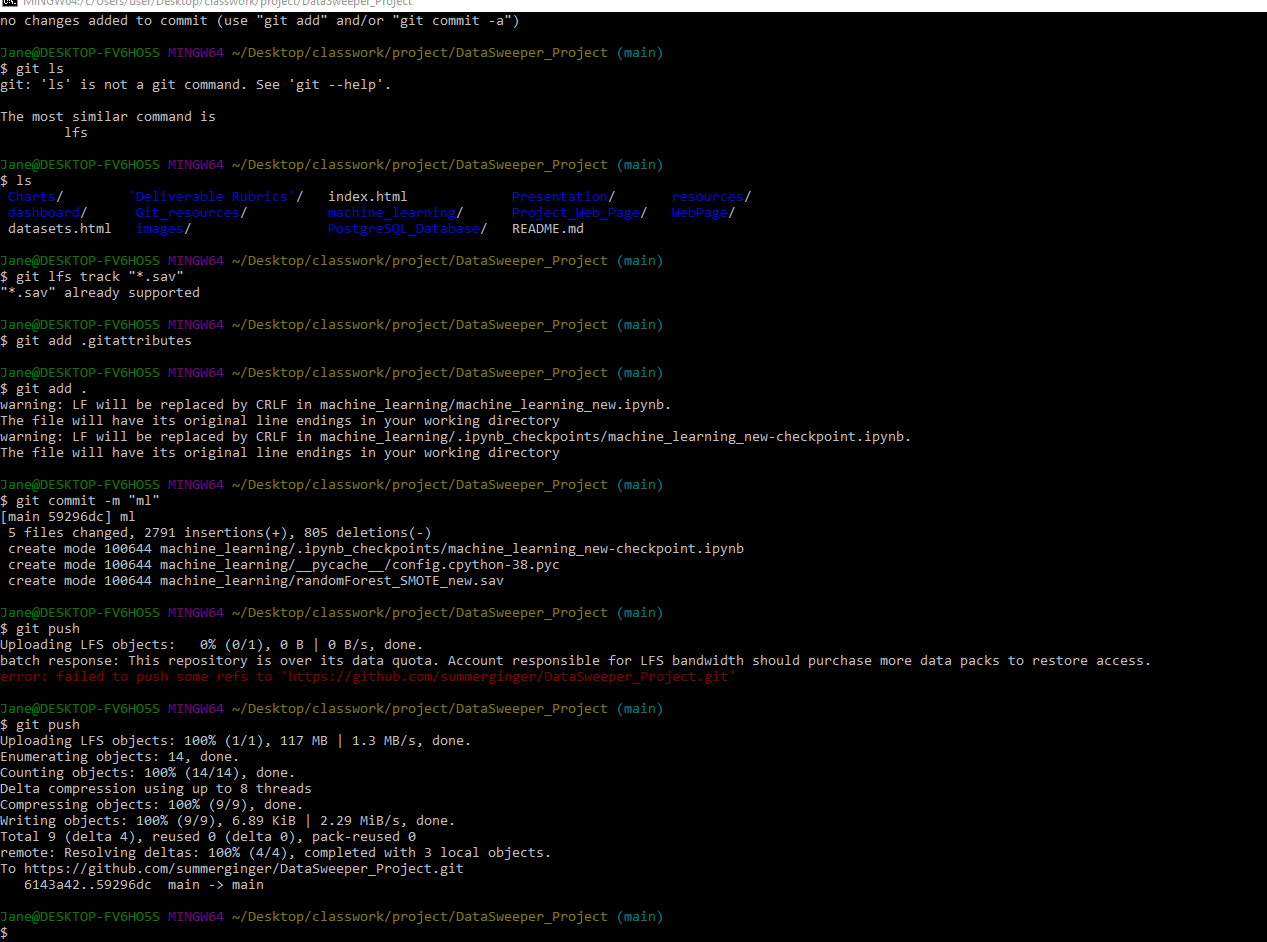 MINGW64:/c/Users/user/Desktop/classwork/project/DataSweeper_Project
no changes added to commit (use "git add" and/or "git commit -a")
Jane@DESKTOP-FV6HO5S MINGW64 ~/Desktop/classwork/project/DataSweeper_Project (main)
$ git ls
git: 'ls' is not a git command. See 'git --help'.
The most similar command is
lfs
Jane@DESKTOP-FV6HO5S MINGW64 ~/Desktop/classwork/project/DataSweeper_Project (main)
$ ls
Charts/ 'Deliverable Rubrics'/ index.html Presentation/ resources/
dashboard/ Git_resources/ machine_learning/ Project_Web_Page/ WebPage/
datasets.html images/ PostgreSQL_Database/ README.md
Jane@DESKTOP-FV6HO5S MINGW64 ~/Desktop/classwork/project/DataSweeper_Project (main)
$ git lfs track "*.sav"
"*.sav" already supported
Jane@DESKTOP-FV6HO5S MINGW64 ~/Desktop/classwork/project/DataSweeper_Project (main)
$ git add .gitattributes
Jane@DESKTOP-FV6HO5S MINGW64 ~/Desktop/classwork/project/DataSweeper_Project (main)
$ git add .
warning: LF will be replaced by CRLF in machine_learning/machine_learning_new.ipynb.
The file will have its original line endings in your working directory
warning: LF will be replaced by CRLF in machine_learning/.ipynb_checkpoints/machine_learning_new-checkpoint.ipynb.
The file will have its original line endings in your working directory
Jane@DESKTOP-FV6HO5S MINGW64 ~/Desktop/classwork/project/DataSweeper_Project (main)
$ git commit -m "ml"
[main 59296dc] ml
5 files changed, 2791 insertions(+), 805 deletions(-)
create mode 100644 machine_learning/.ipynb_checkpoints/machine_learning_new-checkpoint.ipynb
create mode 100644 machine_learning/__pycache__/config.cpython-38.pyc
create mode 100644 machine_learning/randomForest_SMOTE_new.sav
Jane@DESKTOP-FV6HO5S MINGW64 ~/Desktop/classwork/project/DataSweeper_Project (main)
$ git push
Uploading LFS objects: 0% (0/1), 0 B | 0 B/s, done.
batch response: This repository is over its data quota. Account responsible for LFS bandwidth should purchase more data packs to restore access.
error: failed to push some refs to 'https://github.com/summerginger/DataSweeper_Project.git'
Jane@DESKTOP-FV6HO5S MINGW64 ~/Desktop/classwork/project/DataSweeper_Project (main)
$ git push
Uploading LFS objects: 100% (1/1), 117 MB | 1.3 MB/s, done.
Enumerating objects: 14, done.
Counting objects: 100% (14/14), done.
Delta compression using up to 8 threads
Compressing objects: 100% (9/9), done.
Writing objects: 100% (9/9), 6.89 KiB | 2.29 MiB/s, done.
Total 9 (delta 4), reused 0 (delta 0), pack-reused 0
remote: Resolving deltas: 100% (4/4), completed with 3 local objects.
To https://github.com/summerginger/DataSweeper_Project.git
6143a42..59296dc main -> main
Jane@DESKTOP-FV6HO5S MINGW64 ~/Desktop/classwork/project/DataSweeper_Project (main)
$